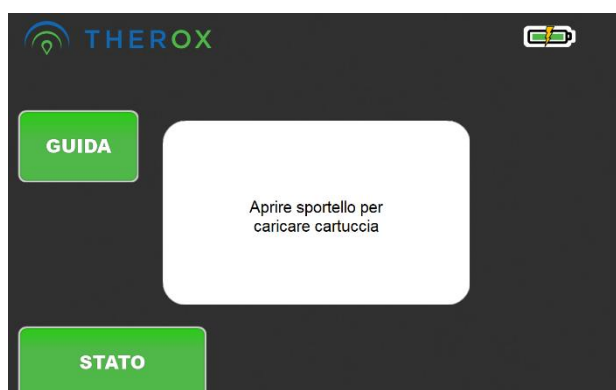 THEROX
GUIDA
Aprire sportello per
caricare cartuccia
STATO